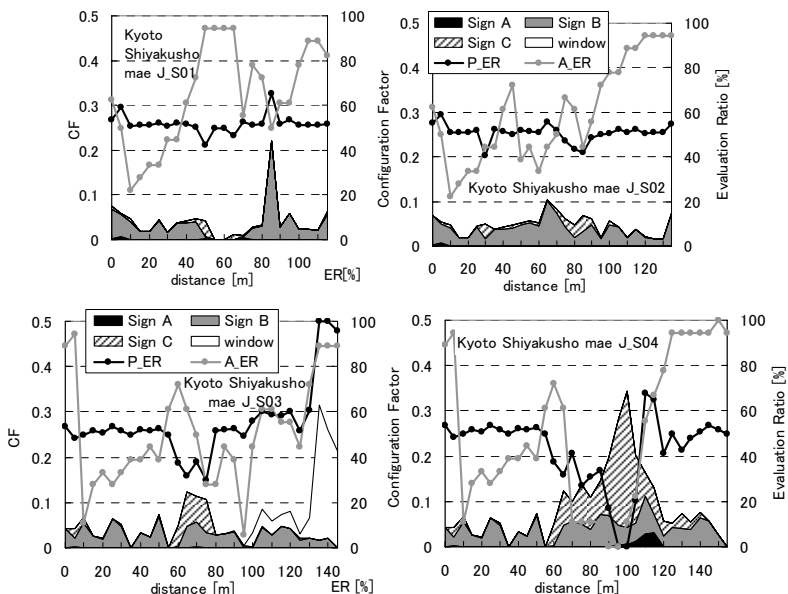 0.5
0.4
0.3
0.2
0.1
0
CF
Kyoto
Shiyakusho
mae J_S01
100
80
60
40
20
0
0 20 40 60 80 100
distance [m]
ER[%]
Sign A Sign B
Sign C window
P_ER A_ER
0.5
0.4
0.3
0.2
0.1
0
Configuration Factor
Kyoto Shiyakusho mae J_S02
100
80
60
40
20
0
Evaluation Ratio [%]
0 20 40 60 80 100 120
distance [m]
Sign A Sign B
Sign C window
P_ER A_ER
0.5
0.4
0.3
0.2
0.1
0
CF
Kyoto Shiyakusho
mae J_S03
100
80
60
40
20
0
0 20 40 60 80 100 120 140
distance [m]
ER [%]
0.5
0.4
0.3
0.2
0.1
0
Configuration Factor
Kyoto Shiyakusho mae J_S04
100
80
60
40
20
0
Evaluation Ratio [%]
0 20 40 60 80 100 120 140
distance [m]